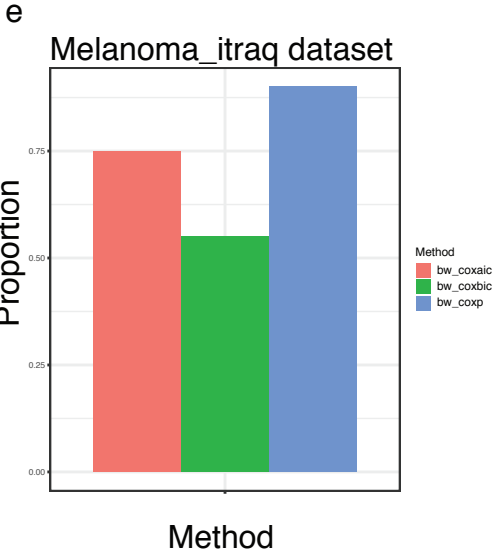 e
Melanoma_itraq dataset
Proportion
0.75
0.50
0.25
0.00
Method
Method
bw_coxaic
bw_coxbic
bw_coxp